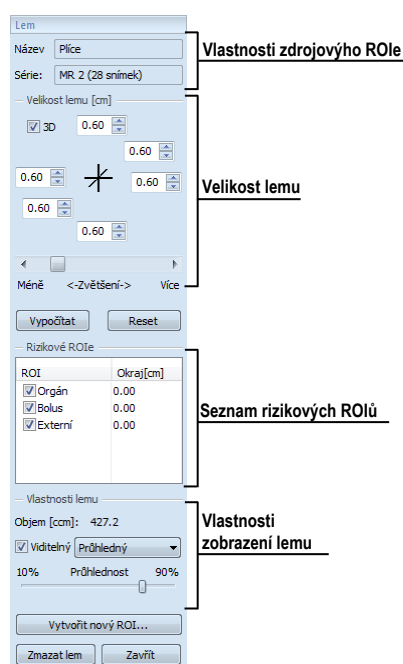 Lem
Název Plíce
Vlastnosti zdrojovýho ROIe
Série: MR 2 (28 snímek)
Velikost lemu [cm]
3D 0.60
0.60
0.60 0.60
Velikost lemu
0.60
0.60
Méně <-Zvětšení-> Více
Vypočítat Reset
Rizikové ROIe
ROI Okraj[cm]
Orgán 0.00
Bolus 0.00
Externí 0.00
Seznam rizikových ROIů
Vlastnosti lemu
Objem [ccm]: 427.2
Vlastnosti
zobrazení lemu
Viditelný Průhledný
10% Průhlednost 90%
Vytvořit nový ROI...
Zmazat lem Zavřít